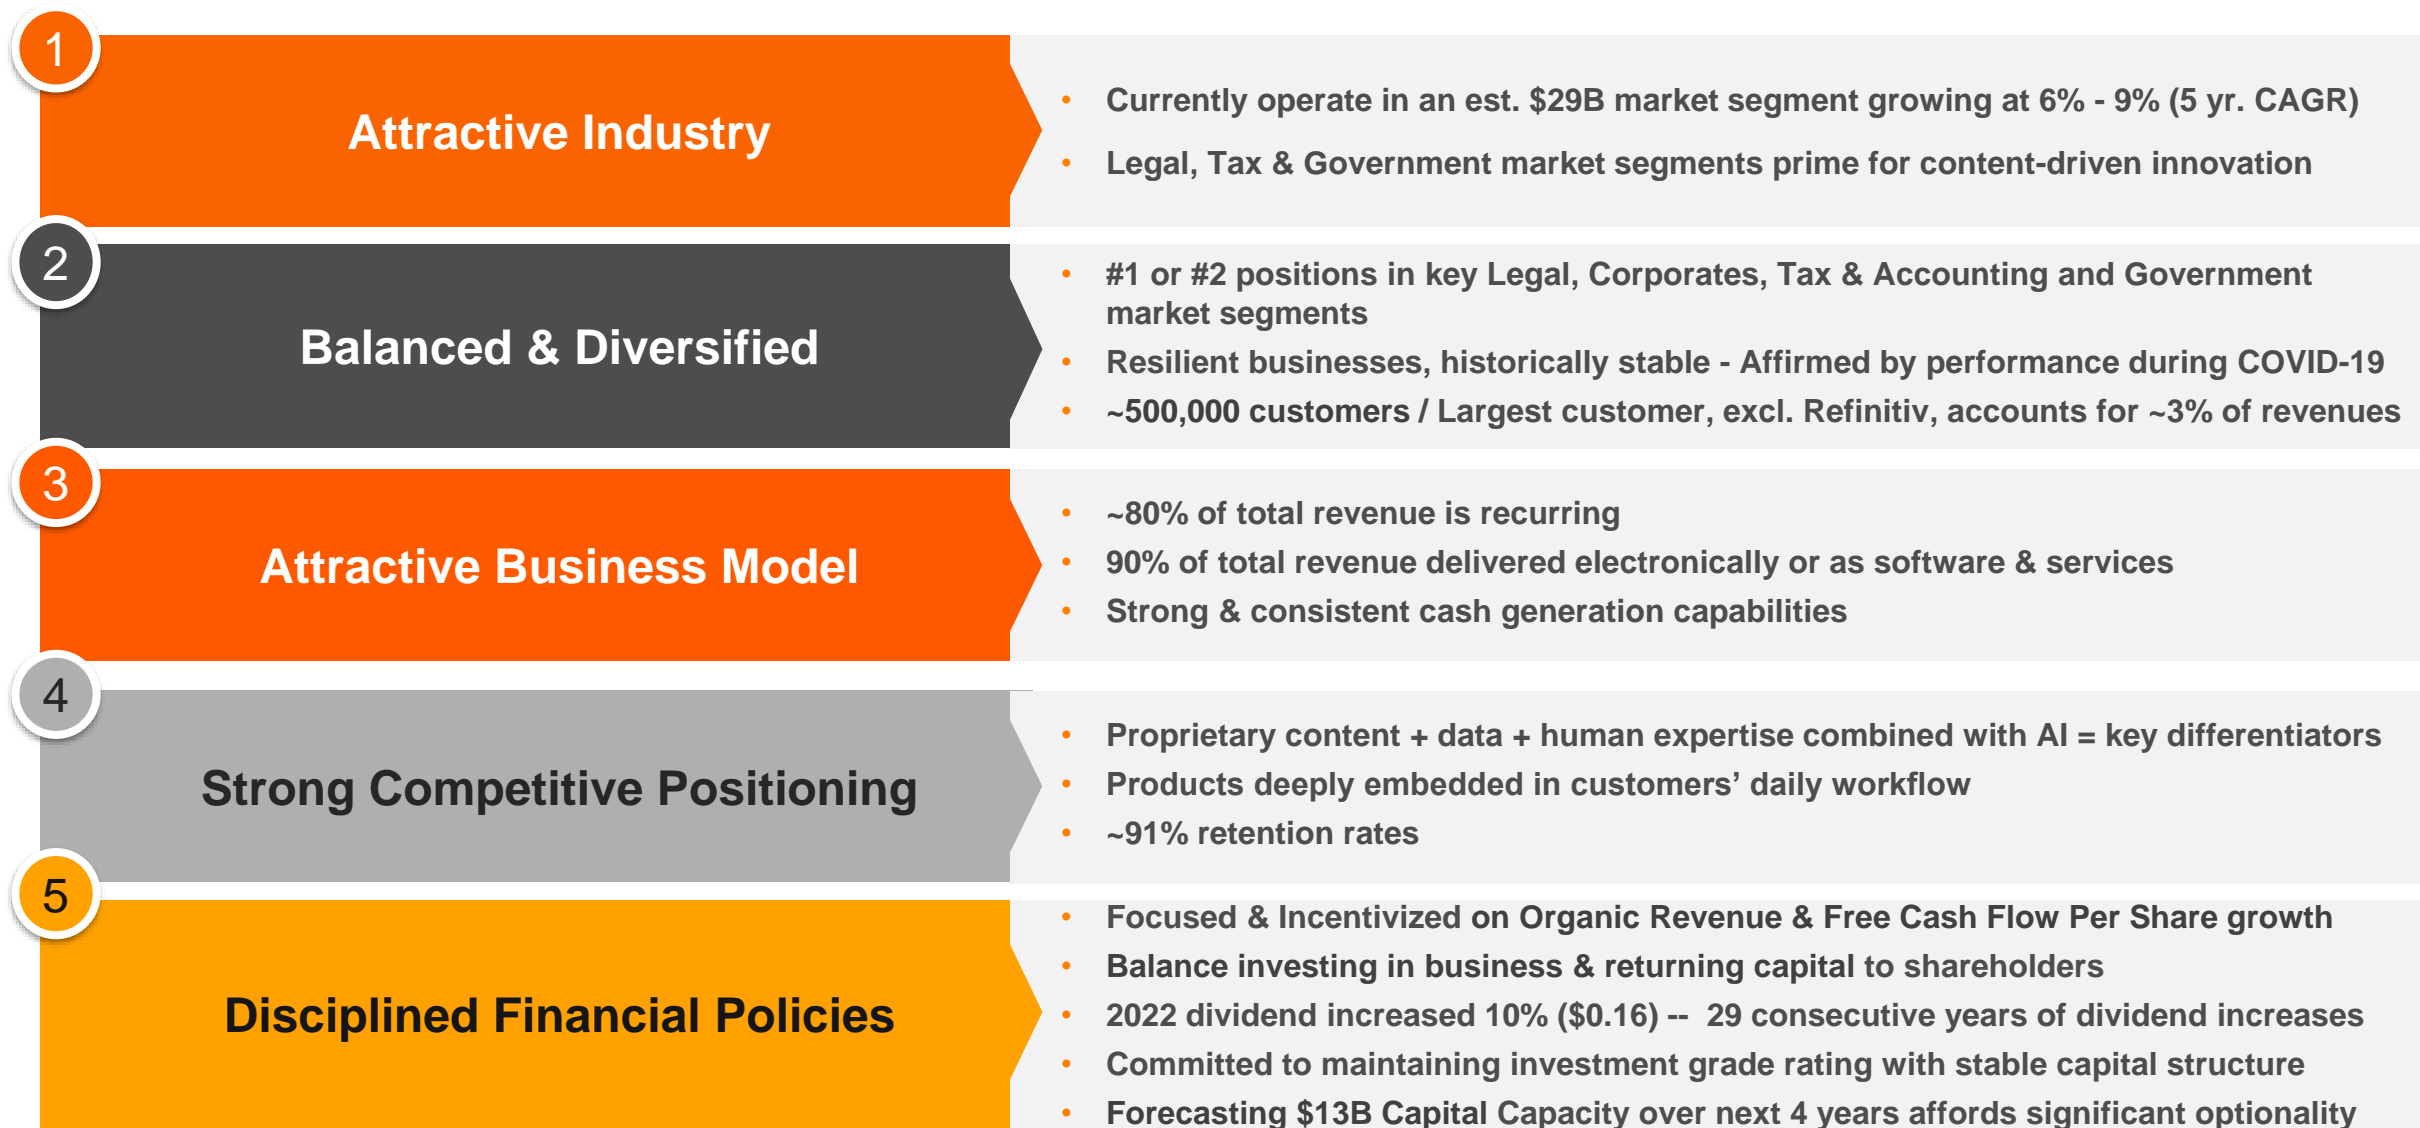 1
Attractive Industry
• Currently operate in an est. $29B market segment growing at 6% - 9% (5 yr. CAGR)
• Legal, Tax & Government market segments prime for content-driven innovation
2
Balanced & Diversified
• #1 or #2 positions in key Legal, Corporates, Tax & Accounting and Government
market segments
• Resilient businesses, historically stable - Affirmed by performance during COVID-19
• ~500,000 customers / Largest customer, excl. Refinitiv, accounts for ~3% of revenues
3
Attractive Business Model
• ~80% of total revenue is recurring
• 90% of total revenue delivered electronically or as software & services
• Strong & consistent cash generation capabilities
4
Strong Competitive Positioning
• Proprietary content + data + human expertise combined with AI = key differentiators
• Products deeply embedded in customers’ daily workflow
• ~91% retention rates
5
Disciplined Financial Policies
• Focused & Incentivized on Organic Revenue & Free Cash Flow Per Share growth
• Balance investing in business & returning capital to shareholders
• 2022 dividend increased 10% ($0.16) -- 29 consecutive years of dividend increases
• Committed to maintaining investment grade rating with stable capital structure
• Forecasting $13B Capital Capacity over next 4 years affords significant optionality